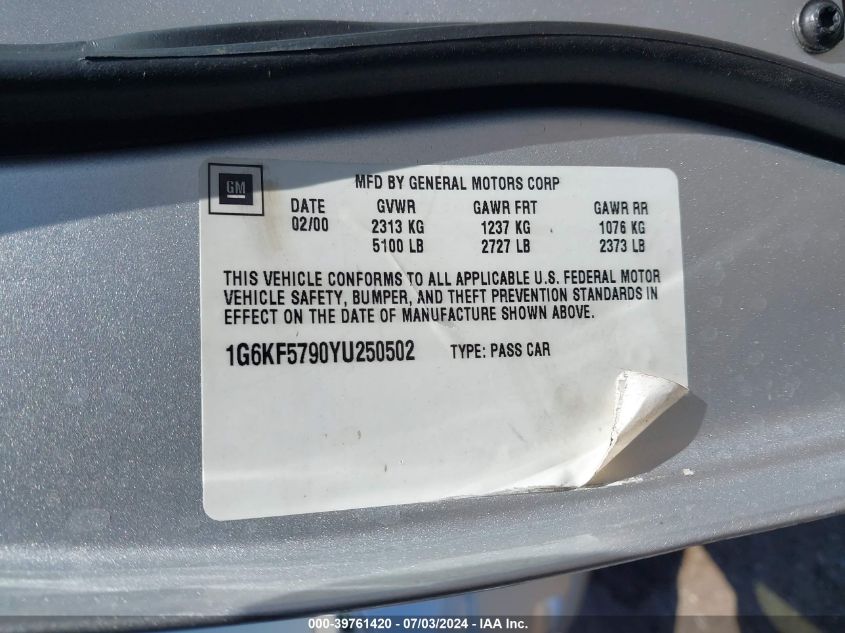 GM
MFD BY GENERAL MOTORS CORP
DATE GVWR GAWR FRT GAWR RR
02/00 2313 KG 1237 KG 1076 KG
5100 LB 2727 LB 2373 LB
THIS VEHICLE CONFORMS TO ALL APPLICABLE U.S. FEDERAL MOTOR
VEHICLE SAFETY, BUMPER, AND THEFT PREVENTION STANDARDS IN
EFFECT ON THE DATE OF MANUFACTURE SHOWN ABOVE.
1G6KF5790YU250502 TYPE: PASS CAR
000-39761420 - 07/03/2024 - IAA Inc.